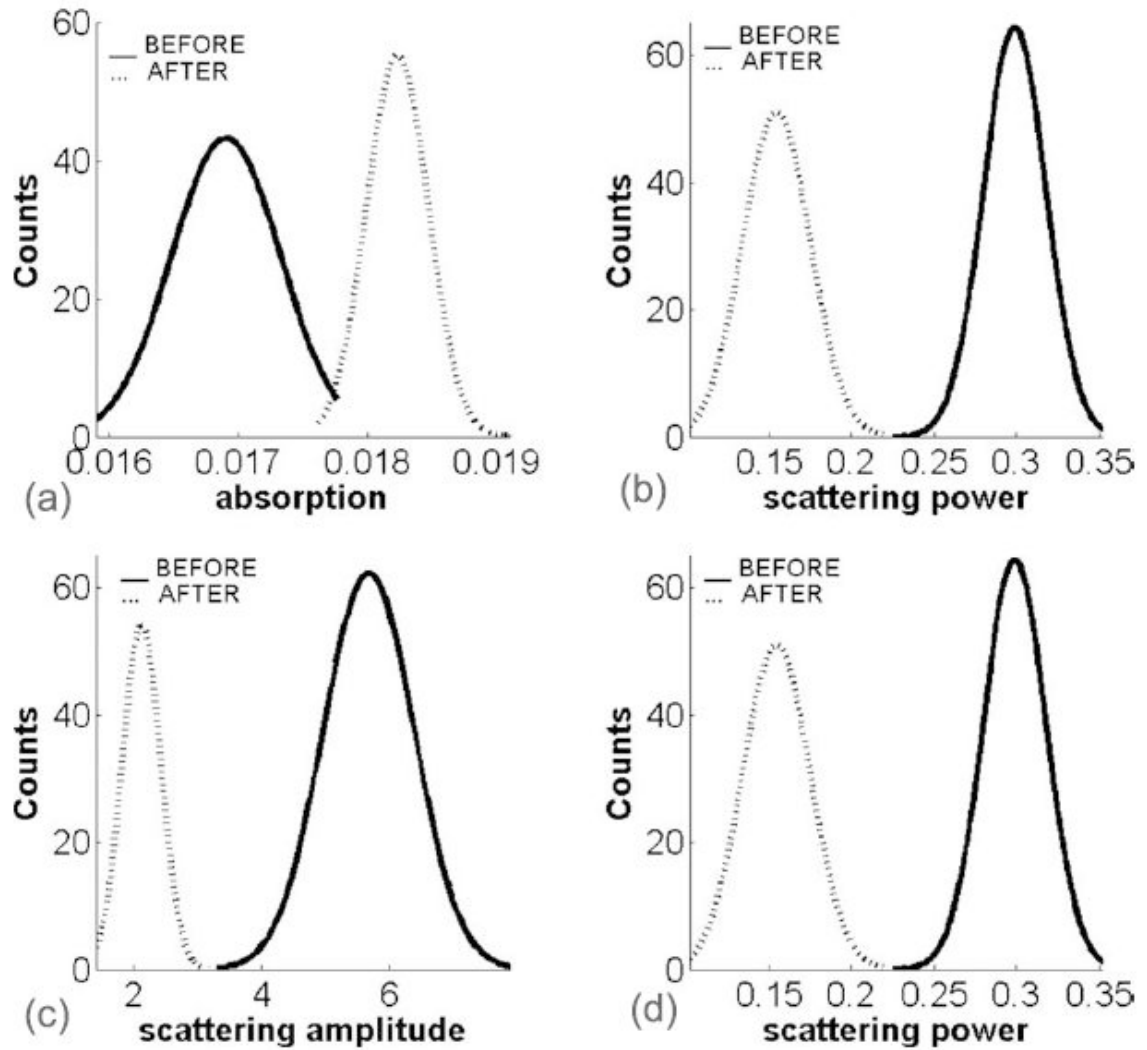 60
BEFORE
AFTER
40
Counts
20
0
0.016 0.017 0.018 0.019
(a) absorption
60
BEFORE
AFTER
40
Counts
20
0
0.15 0.2 0.25 0.3 0.35
(b) scattering power
60
BEFORE
AFTER
40
Counts
20
0
2 4 6
(c) scattering amplitude
60
BEFORE
AFTER
40
Counts
20
0
0.15 0.2 0.25 0.3 0.35
(d) scattering power